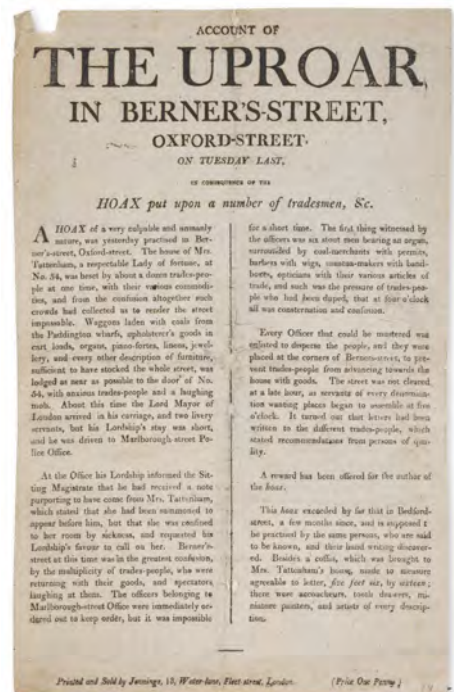 ACCOUNT OF
THE UPROAR,
IN BERNER'S-STREET,
OXFORD-STREET.
ON TUESDAY LAST,
IN CONSEQUENCE OF THE
HOAX put upon a number of tradesmen, &c.
A HOAX of a very culpable and unmanly
nature, was yesterday practised in Ber-
ner's-street, Oxford-street. The house of Mrs.
Tottenham, a respectable Lady of fortune, at
No. 54, was beset by about a dozen trades-peo-
ple at one time, with their various commodi-
ties, and from the confusion altogether such
crowds had collected as to render the street
impassable. Waggons laden with coals from
the Paddington wharfs, upholsterer's goods in
cart loads, organs, piano-fortes, linens, jewel-
lery, and every other description of furniture,
sufficient to have stocked the whole street, was
lodged as near as possible to the door of No.
54, with anxious trades-people and a laughing
mob. About this time the Lord Mayor of
London arrived in his carriage, and two livery
servants, but his Lordship's stay was short,
and he was driven to Marlborough-street Po-
lice Office.
At the Office his Lordship informed the Sit-
ting Magistrate that he had received a note
purporting to have come from Mrs. Tottenham,
which stated that she had been summoned to
appear before him, but that she was confined
to her room by sickness, and requested his
Lordship's favour to call on her. Berner's-
street at this time was in the greatest confusion,
by the multiplicity of trades-people, who were
returning with their goods, and spectators
laughing at them. The officers belonging to
Marlborough-street Office were immediately or-
dered out to keep order, but it was impossible
for a short time. The first thing witnessed by
the officers was six stout men bearing an organ,
surrounded by coal-merchants with permits,
barbers with wigs, mantua-makers with band-
boxes, opticians with their various articles of
trade, and such was the pressure of trades-peo-
ple who had been duped, that at four o'clock
all was consternation and confusion.
Every Officer that could be mustered was
enlisted to disperse the people, and they were
placed at the corners of Berners-street, to pre-
vent trades-people from advancing towards the
house with goods. The street was not cleared
at a late hour, as servants of every denomina-
tion wanting places began to assemble at five
o'clock. It turned out that letters had been
written to the different trades-people, which
stated recommendations from persons of qua-
lity.
A reward has been offered for the author of
the hoax.
This hoax exceeded by far that in Bedford-
street, a few months since, and is supposed t
be practised by the same persons, who are said
to be known, and their hand writing discover-
ed. Besides a coffin, which was brought to
Mrs. Tottenham's house, made to measure
agreeable to letter, five feet six, by sixteen;
there were accoucheurs, tooth drawers, mi-
niature painters, and artists of every descrip-
tion.
Printed and Sold by Jennings, 13, Water-lane, Fleet-street, London. (Price One Penny)